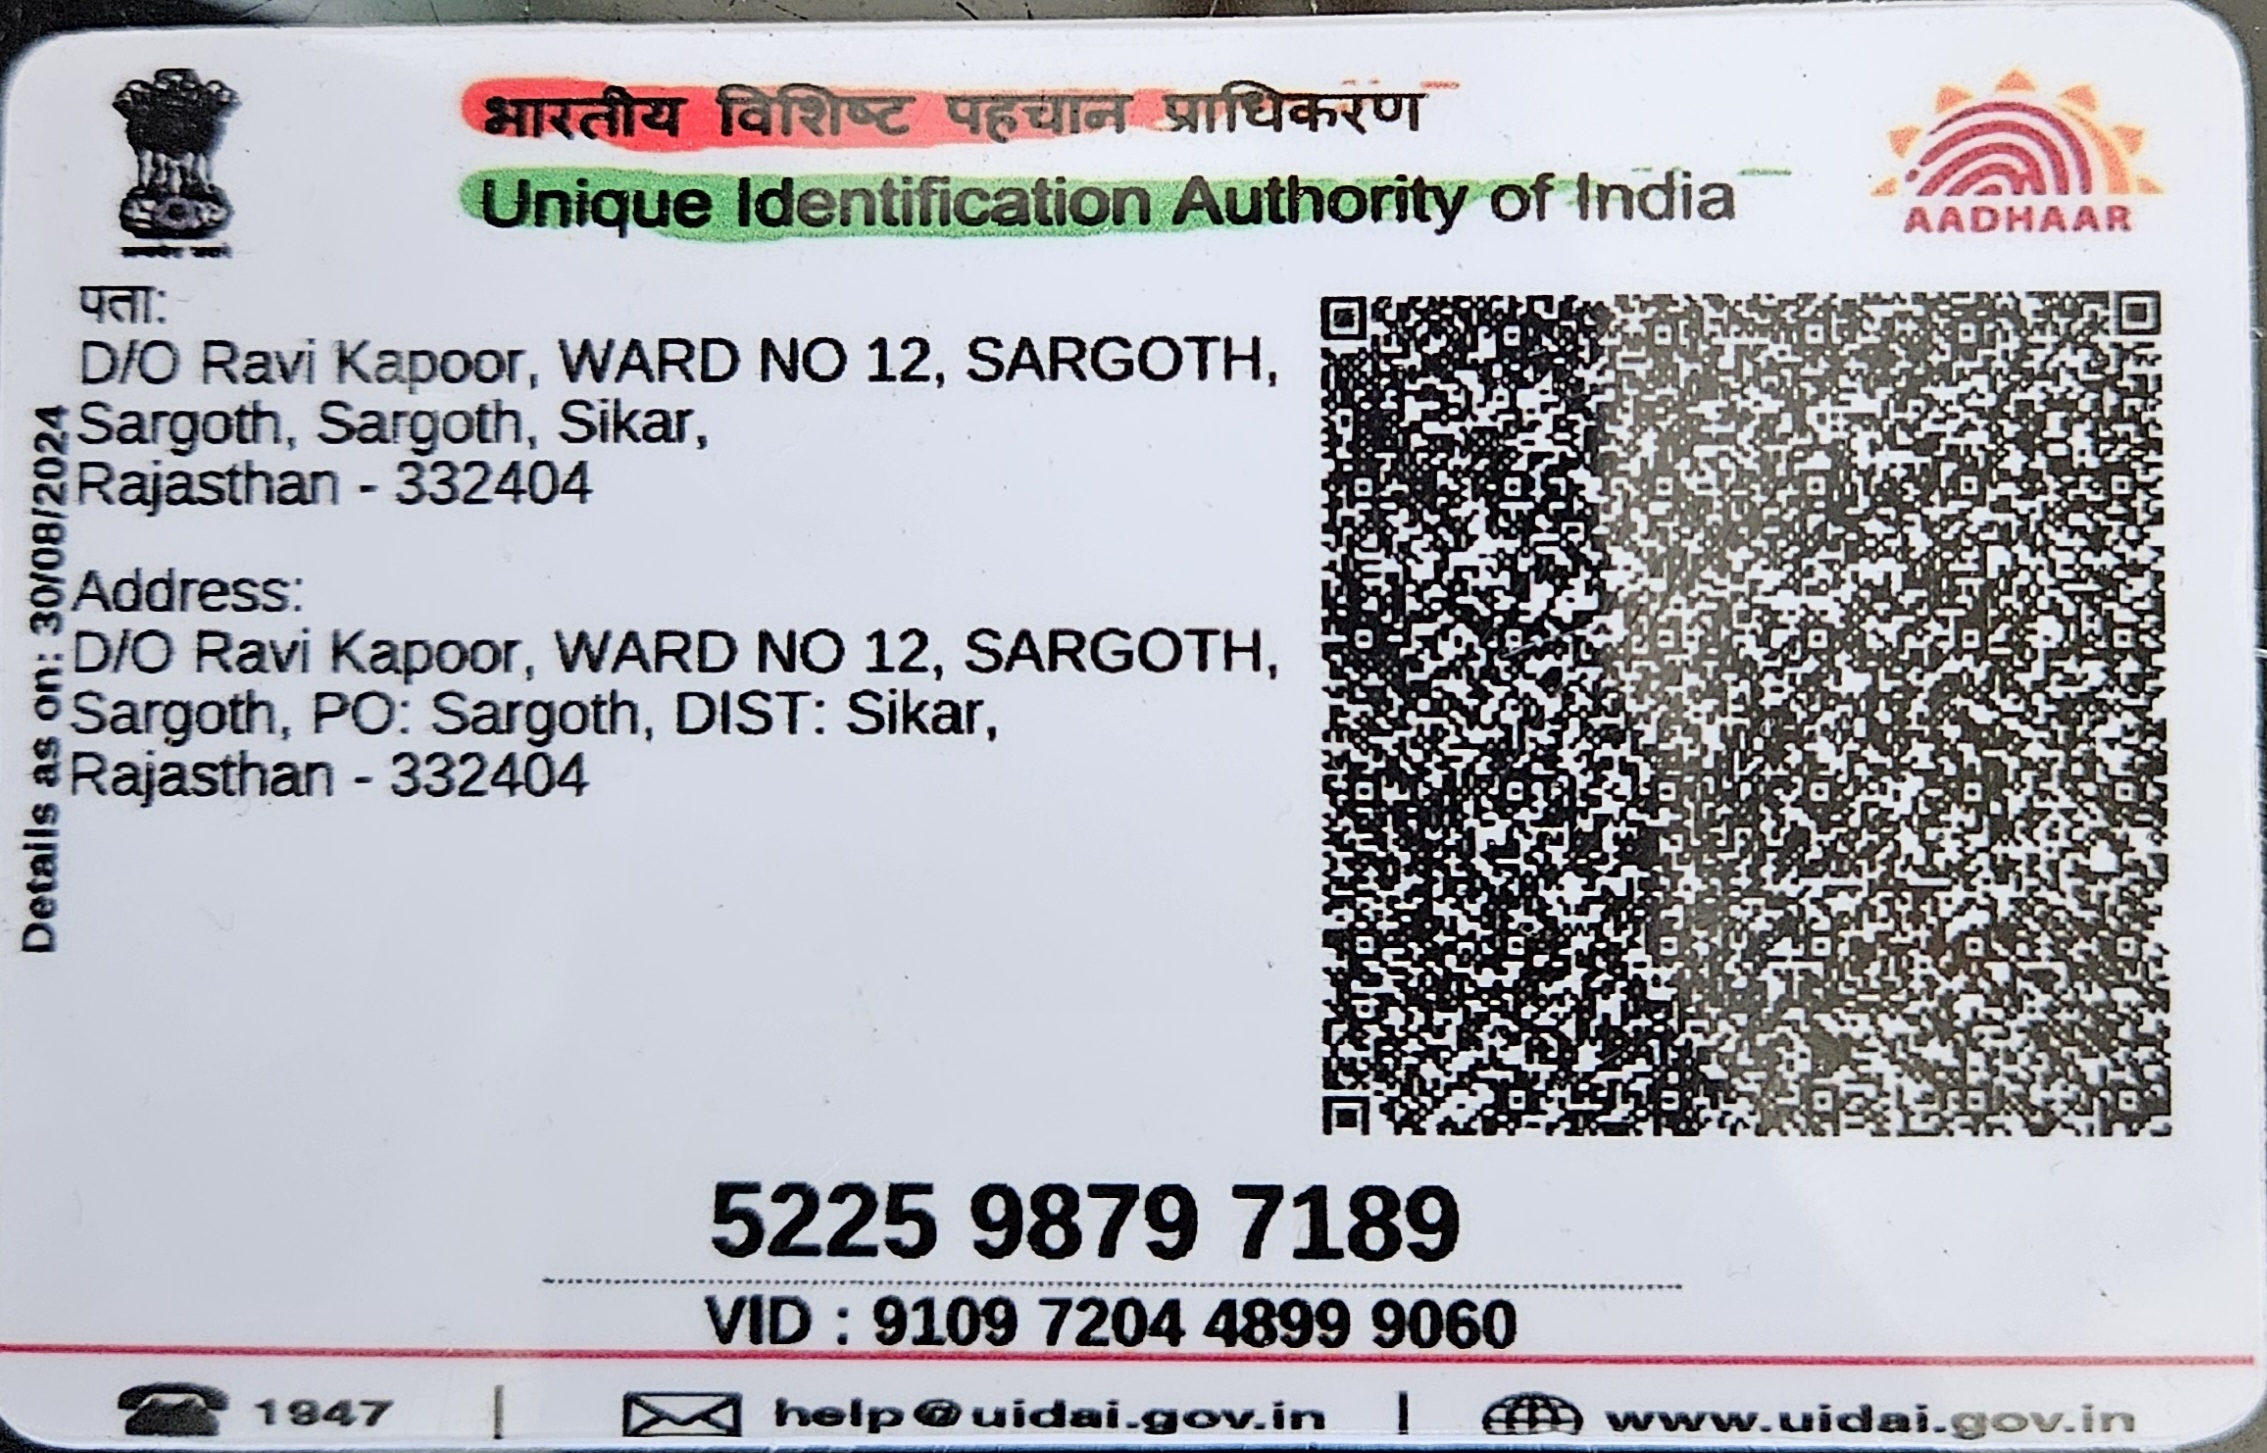 भारतीय विशिष्ट पहचान प्राधिकरण
Unique Identification Authority of India
AADHAAR
पता:
D/O Ravi Kapoor, WARD NO 12, SARGOTH,
Sargoth, Sargoth, Sikar,
Rajasthan - 332404
Address:
D/O Ravi Kapoor, WARD NO 12, SARGOTH,
Sargoth, PO: Sargoth, DIST: Sikar,
Rajasthan - 332404
Details as on: 30/08/2024
5225 9879 7189
VID : 9109 7204 4899 9060
1947 | help@uidai.gov.in | www.uidai.gov.in